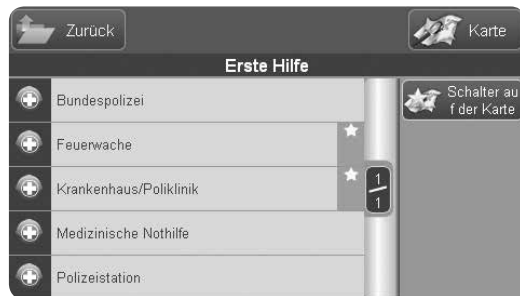 Zurück
Karte
Erste Hilfe
Bundespolizei
Schalter au
f der Karte
Feuerwache
Krankenhaus/Poliklinik
1
1
Medizinische Nothilfe
Polizeistation